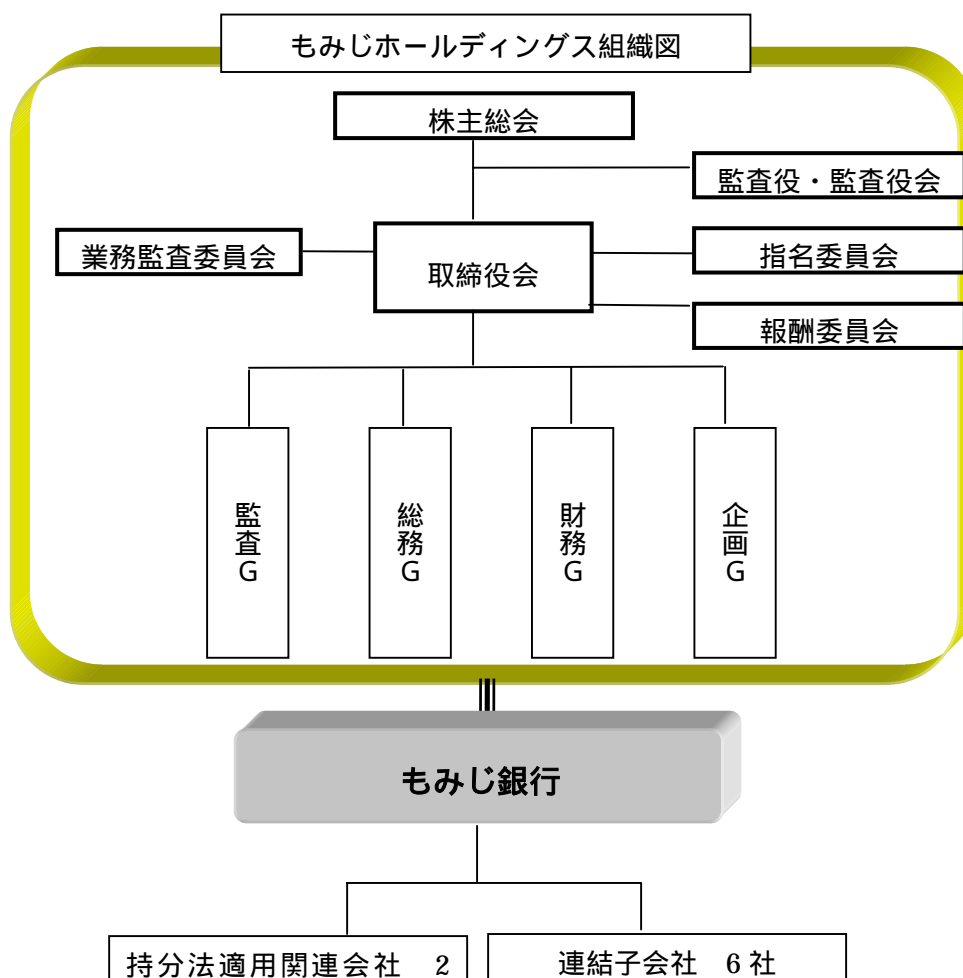 もみじホールディングス組織図
株主総会
監査役・監査役会
業務監査委員会
取締役会
指名委員会
報酬委員会
監査G
総務G
財務G
企画G
もみじ銀行
持分法適用関連会社 2
連結子会社 6社